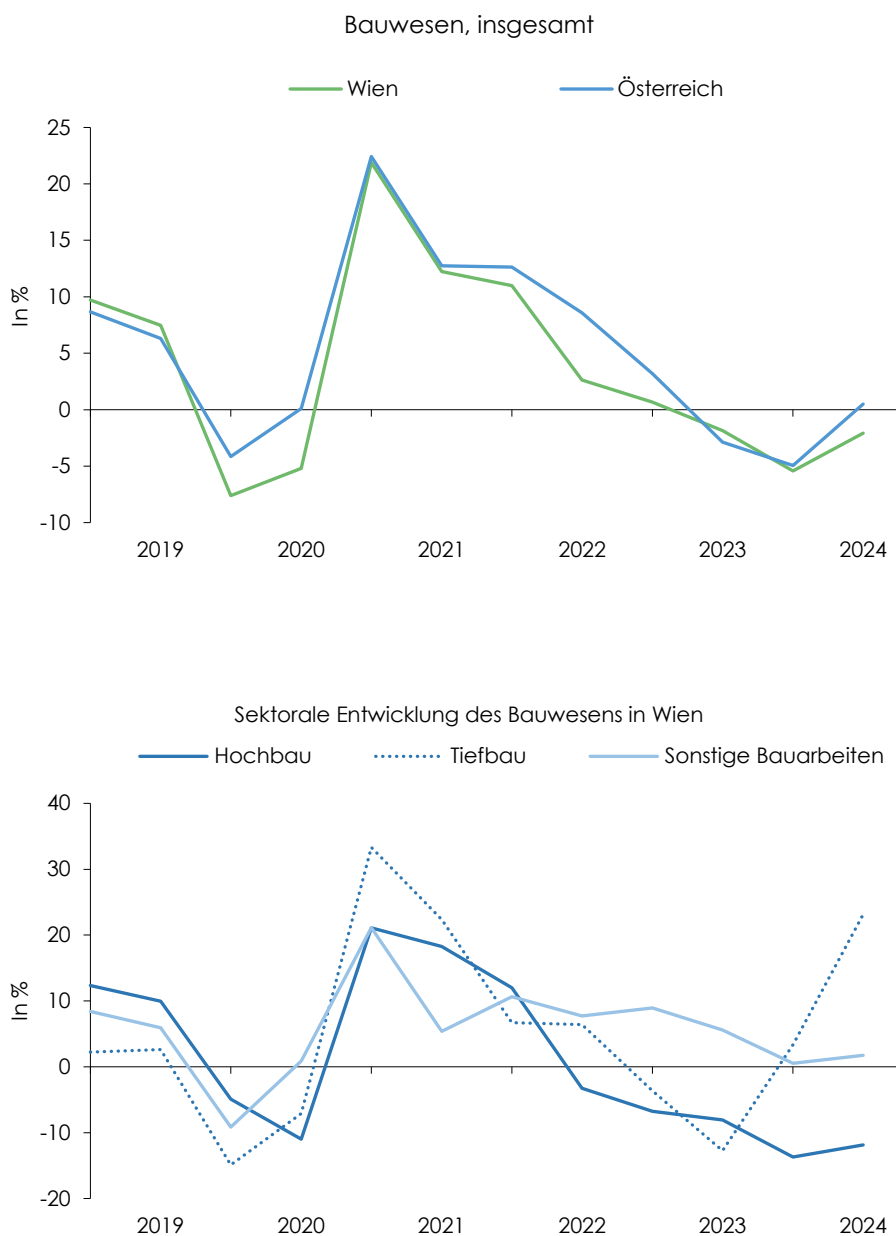 Bauwesen, insgesamt
Wien Österreich
25
20
15
10
5
0
-5
-10
In %
2019 2020 2021 2022 2023 2024
Sektorale Entwicklung des Bauwesens in Wien
Hochbau Tiefbau Sonstige Bauarbeiten
40
30
20
10
0
-10
-20
In %
2019 2020 2021 2022 2023 2024